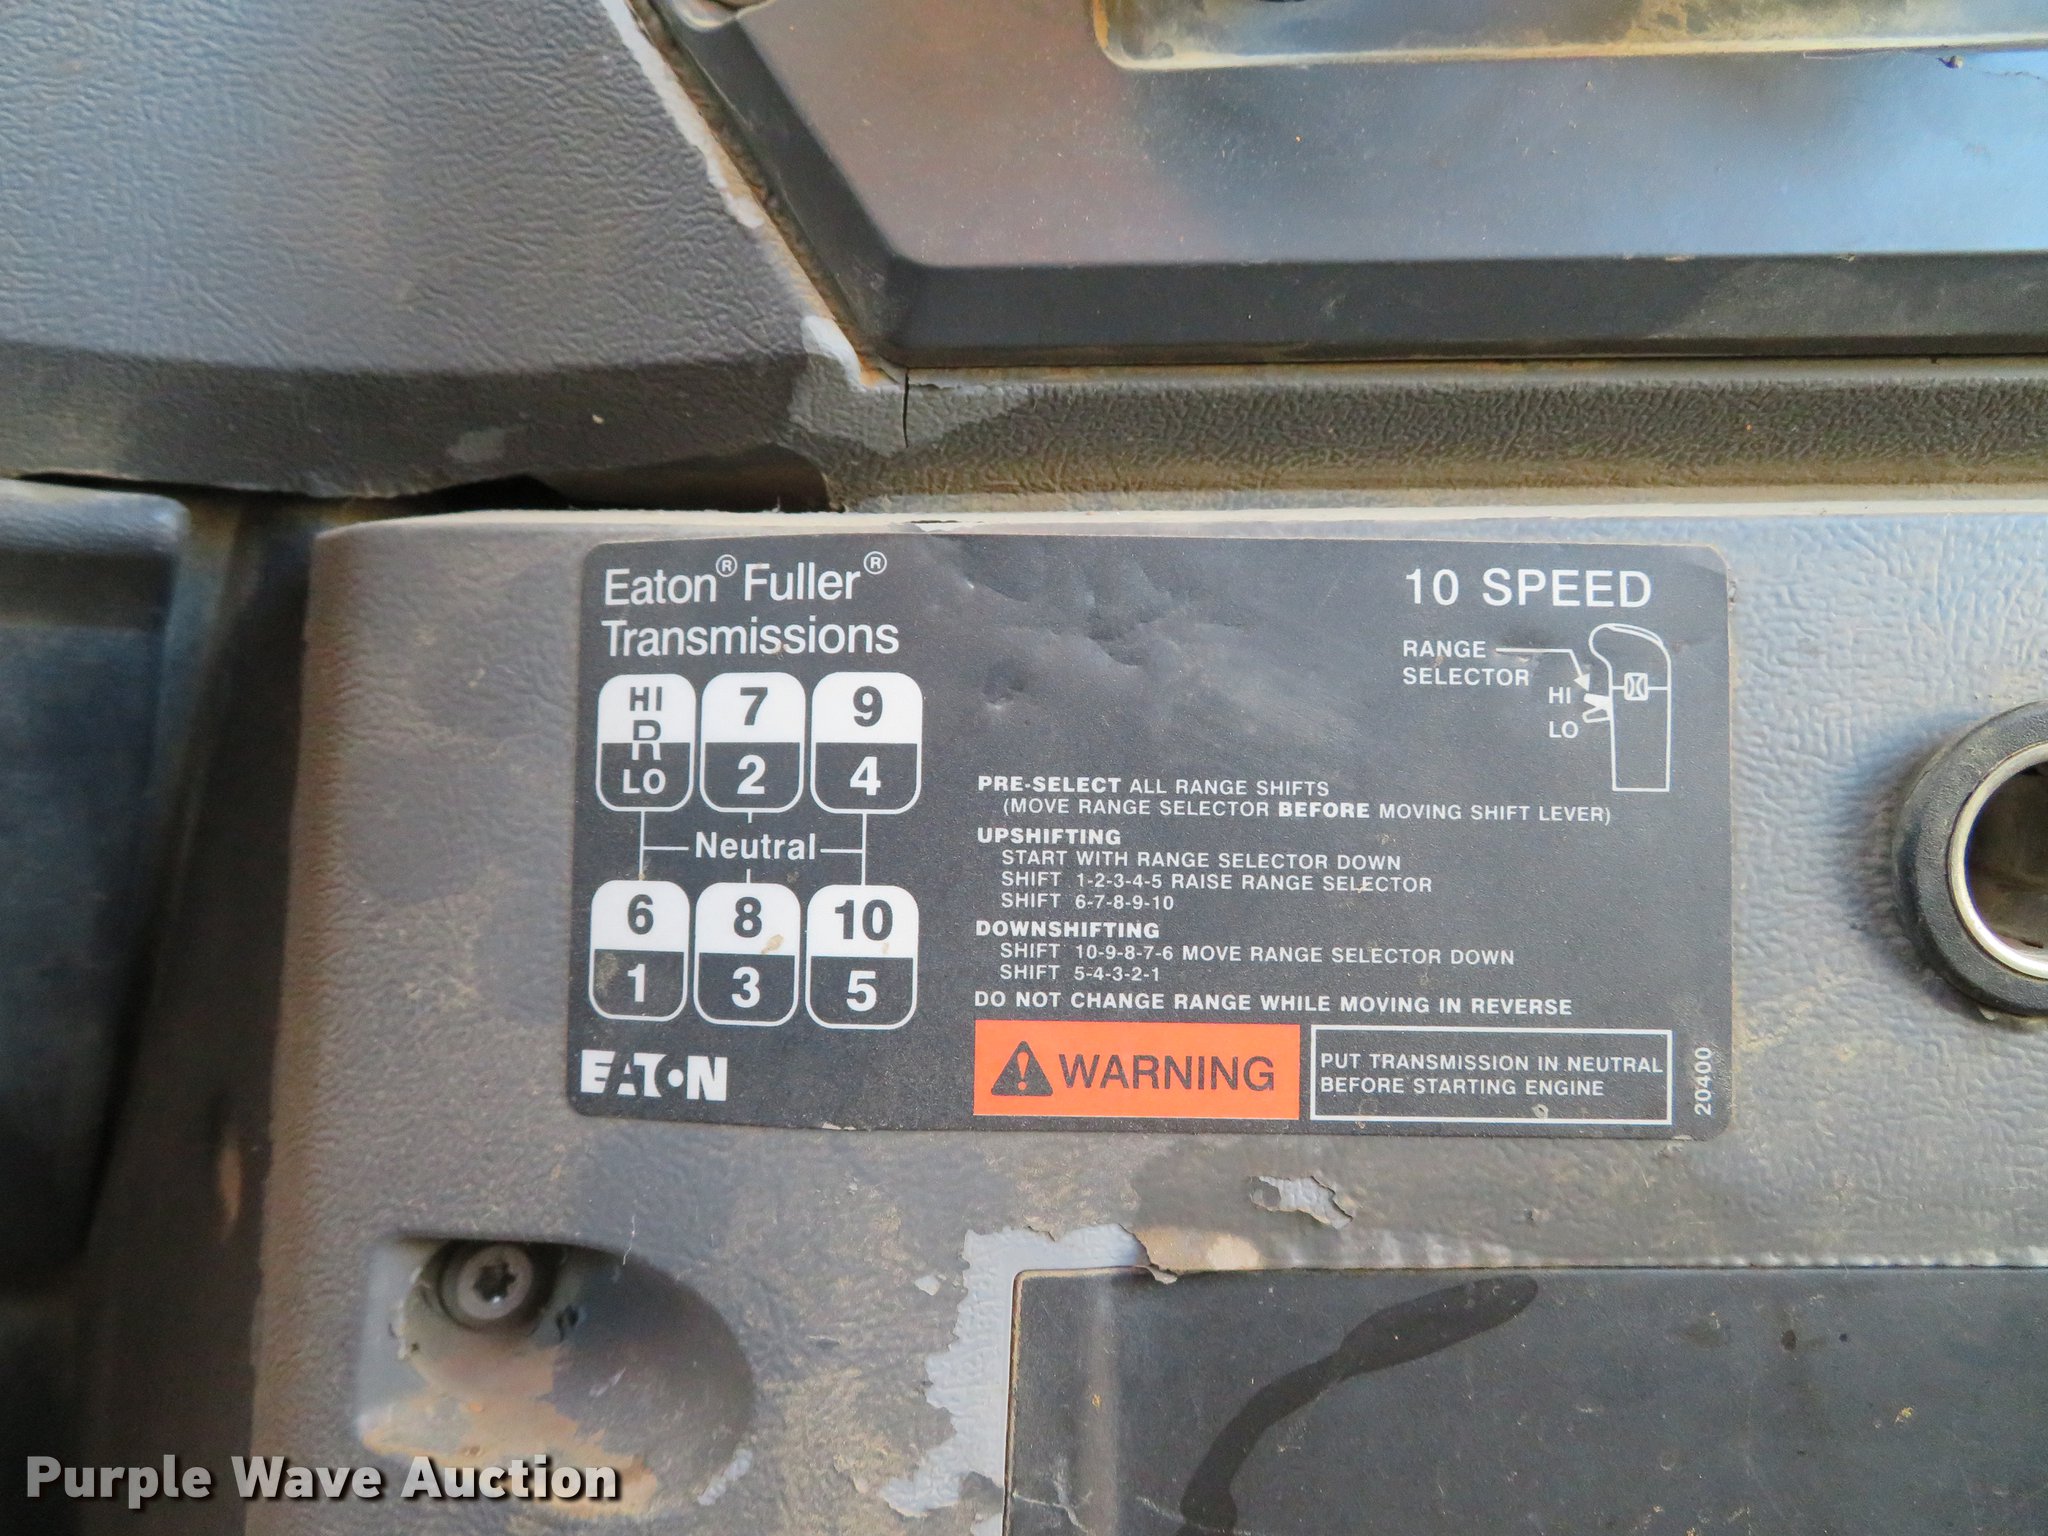 Eaton® Fuller®
Transmissions
10 SPEED
RANGE
SELECTOR
HI
LO
HI
R
LO
7
2
9
4
Neutral
6
1
8
3
10
5
EATON
PRE-SELECT ALL RANGE SHIFTS
(MOVE RANGE SELECTOR BEFORE MOVING SHIFT LEVER)
UPSHIFTING
START WITH RANGE SELECTOR DOWN
SHIFT 1-2-3-4-5 RAISE RANGE SELECTOR
SHIFT 6-7-8-9-10
DOWNSHIFTING
SHIFT 10-9-8-7-6 MOVE RANGE SELECTOR DOWN
SHIFT 5-4-3-2-1
DO NOT CHANGE RANGE WHILE MOVING IN REVERSE
WARNING
PUT TRANSMISSION IN NEUTRAL
BEFORE STARTING ENGINE
20400
Purple Wave Auction